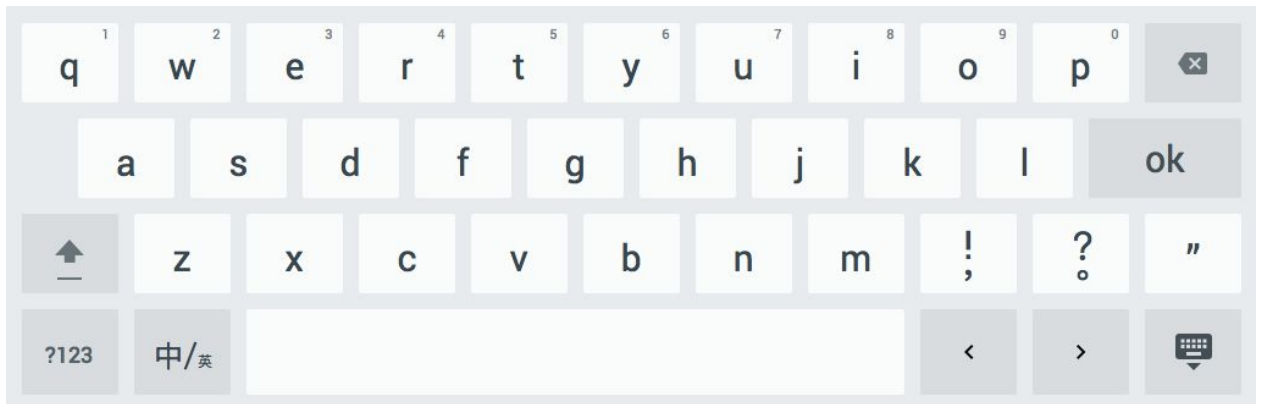 q 1 w 2 e 3 r 4 t 5 y 6 u 7 i 8 o 9 p 0
a s d f g h j k l ok
z x c v b n m ! , ? 。 "
?123 中/英 < >